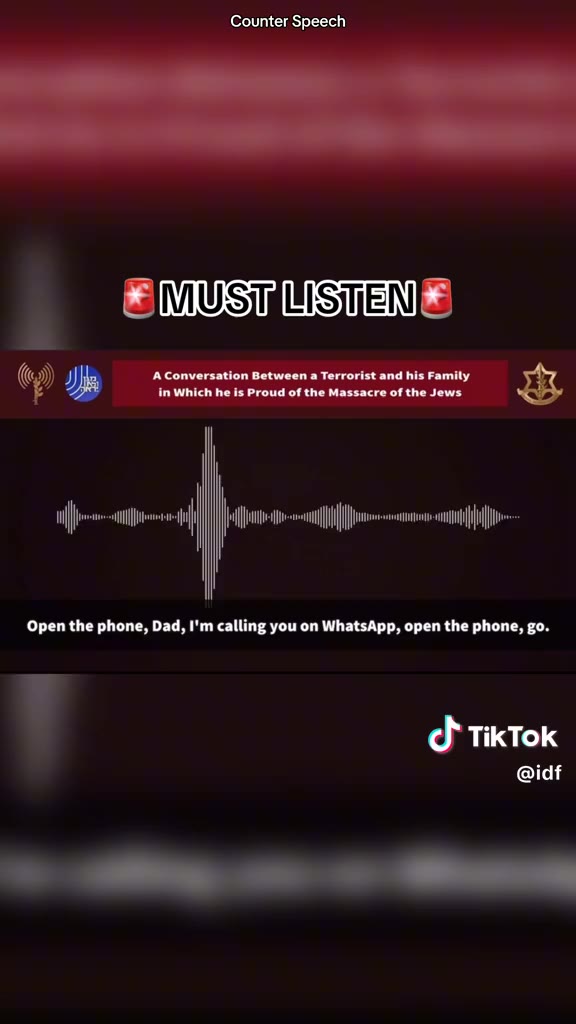 Counter Speech
MUST LISTEN
A Conversation Between a Terrorist and his Family
in Which he is Proud of the Massacre of the Jews
Open the phone, Dad, I'm calling you on WhatsApp, open the phone, go.
TikTok
@idf